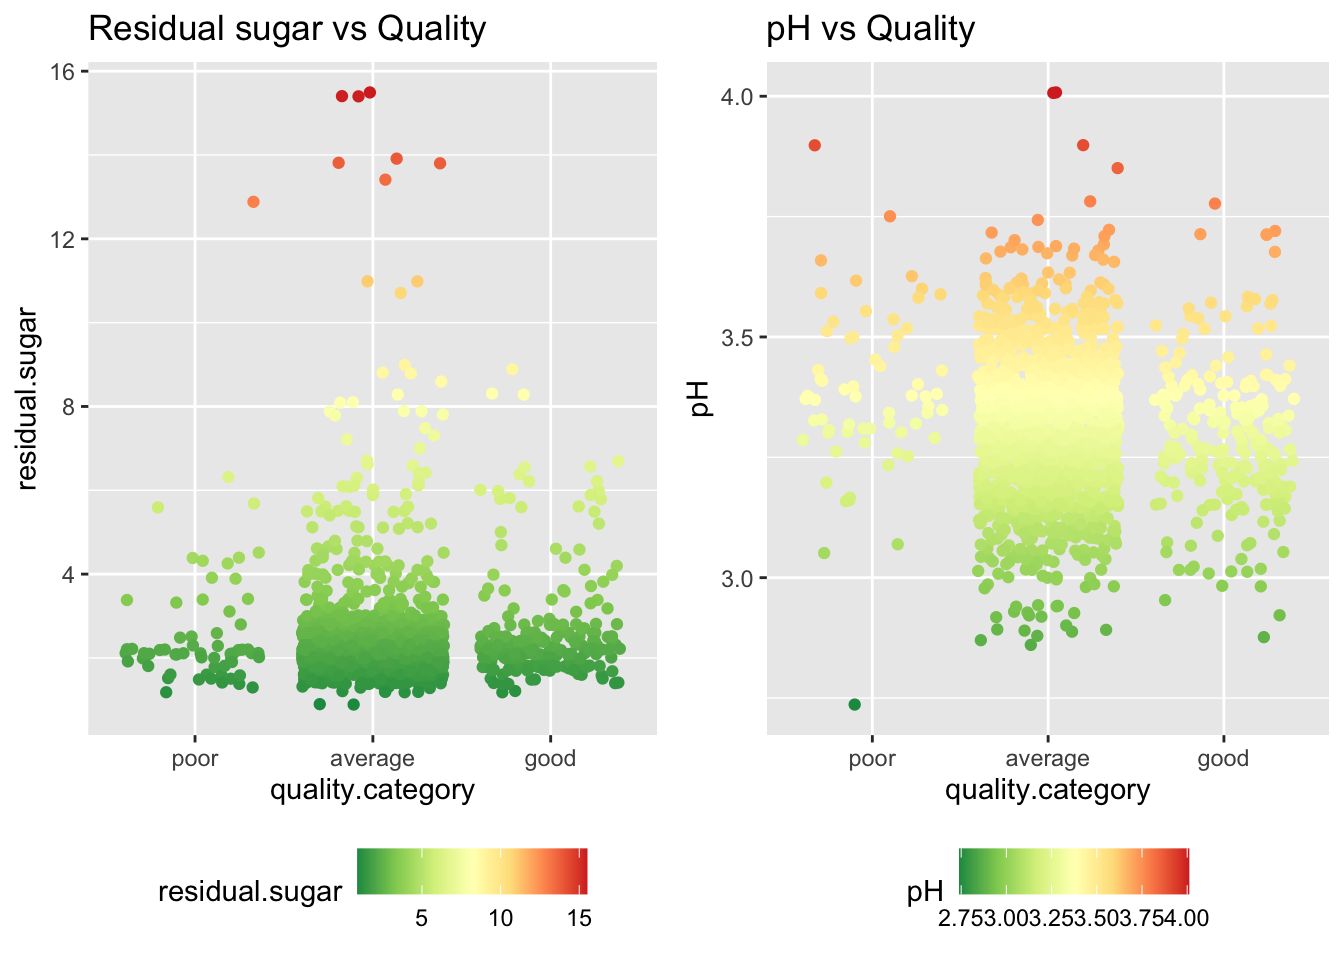 Residual sugar vs Quality
16
12
8
4
residual.sugar
poor average good
quality.category
residual.sugar
5 10 15
pH vs Quality
4.0
3.5
3.0
pH
poor average good
quality.category
pH
2.753.003.253.503.754.00